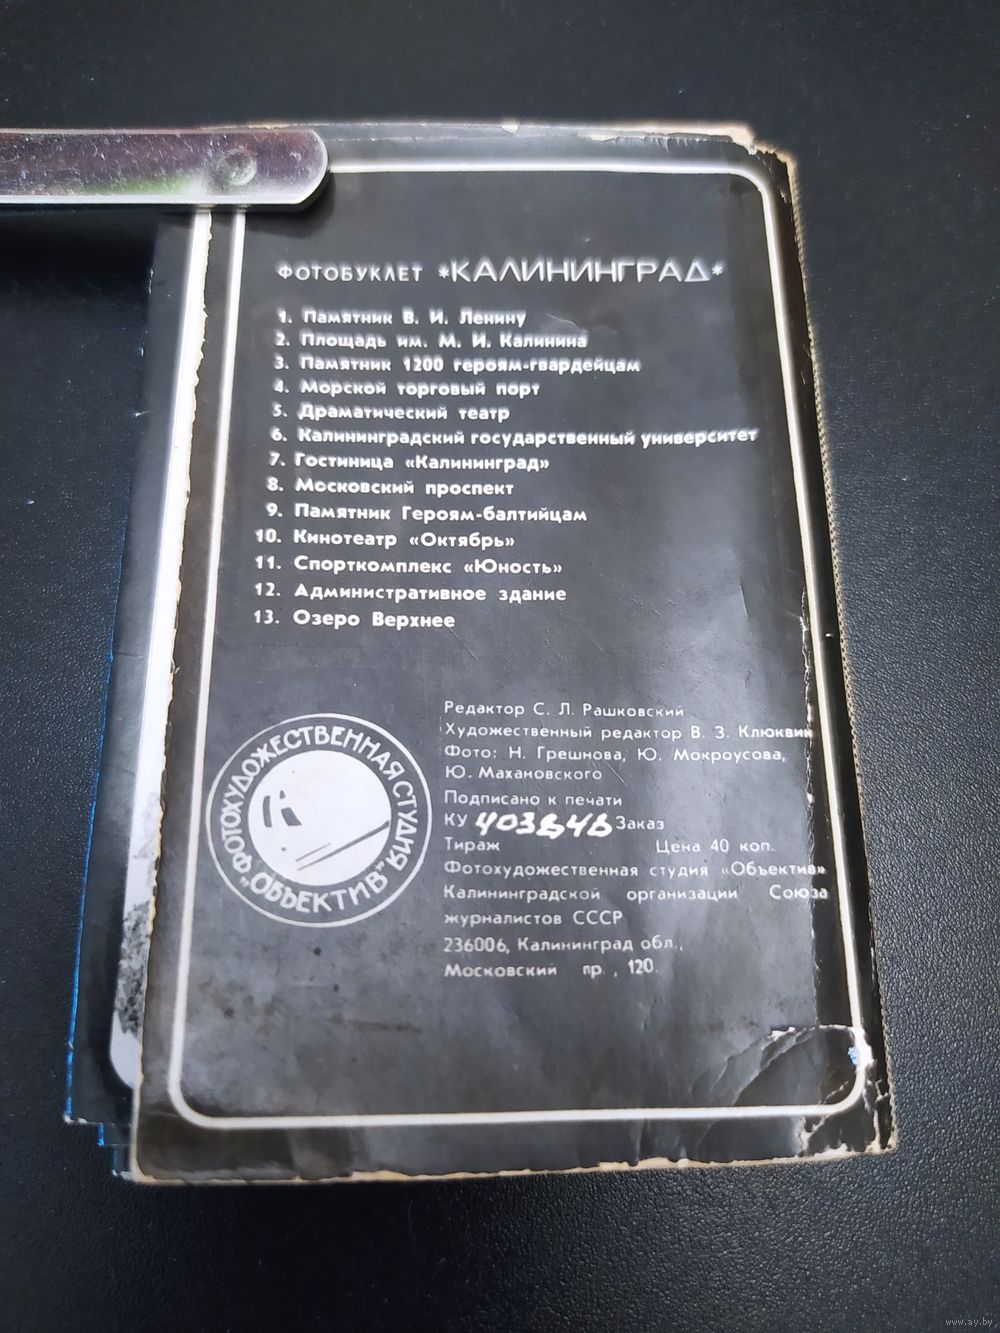 ФОТОБУКЛЕТ *КАЛИНИНГРАД*
1. Памятник В. И. Ленину
2. Площадь им. М. И. Калинина
3. Памятник 1200 героям-гвардейцам
4. Морской торговый порт
5. Драматический театр
6. Калининградский государственный университет
7. Гостиница «Калининград»
8. Московский проспект
9. Памятник Героям-балтийцам
10. Кинотеатр «Октябрь»
11. Спорткомплекс «Юность»
12. Административное здание
13. Озеро Верхнее
ФОТОХУДОЖЕСТВЕННАЯ СТУДИЯ
„ОБЪЕКТИВ“
Редактор С. Л. Рашковский
Художественный редактор В. З. Клюквин
Фото: Н. Грешнова, Ю. Мокроусова,
Ю. Махановского
Подписано к печати
КУ Заказ
Тираж Цена 40 коп.
Фотохудожественная студия «Объектив»
Калининградской организации Союза
журналистов СССР
236006, Калининград обл.,
Московский пр., 120.
www.ay.by